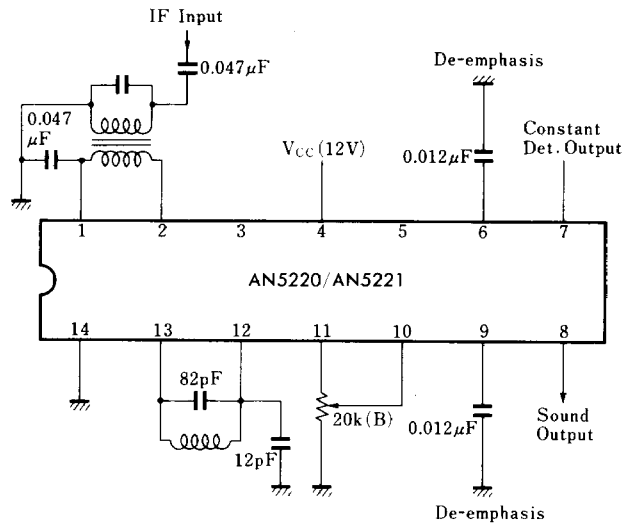 IF Input
0.047μF
De-emphasis
0.047
μF
VCC (12V)
0.012μF
Constant
Det. Output
1 2 3 4 5 6 7
AN5220/AN5221
14 13 12 11 10 9 8
82pF
20k(B)
0.012μF
Sound
Output
12pF
De-emphasis